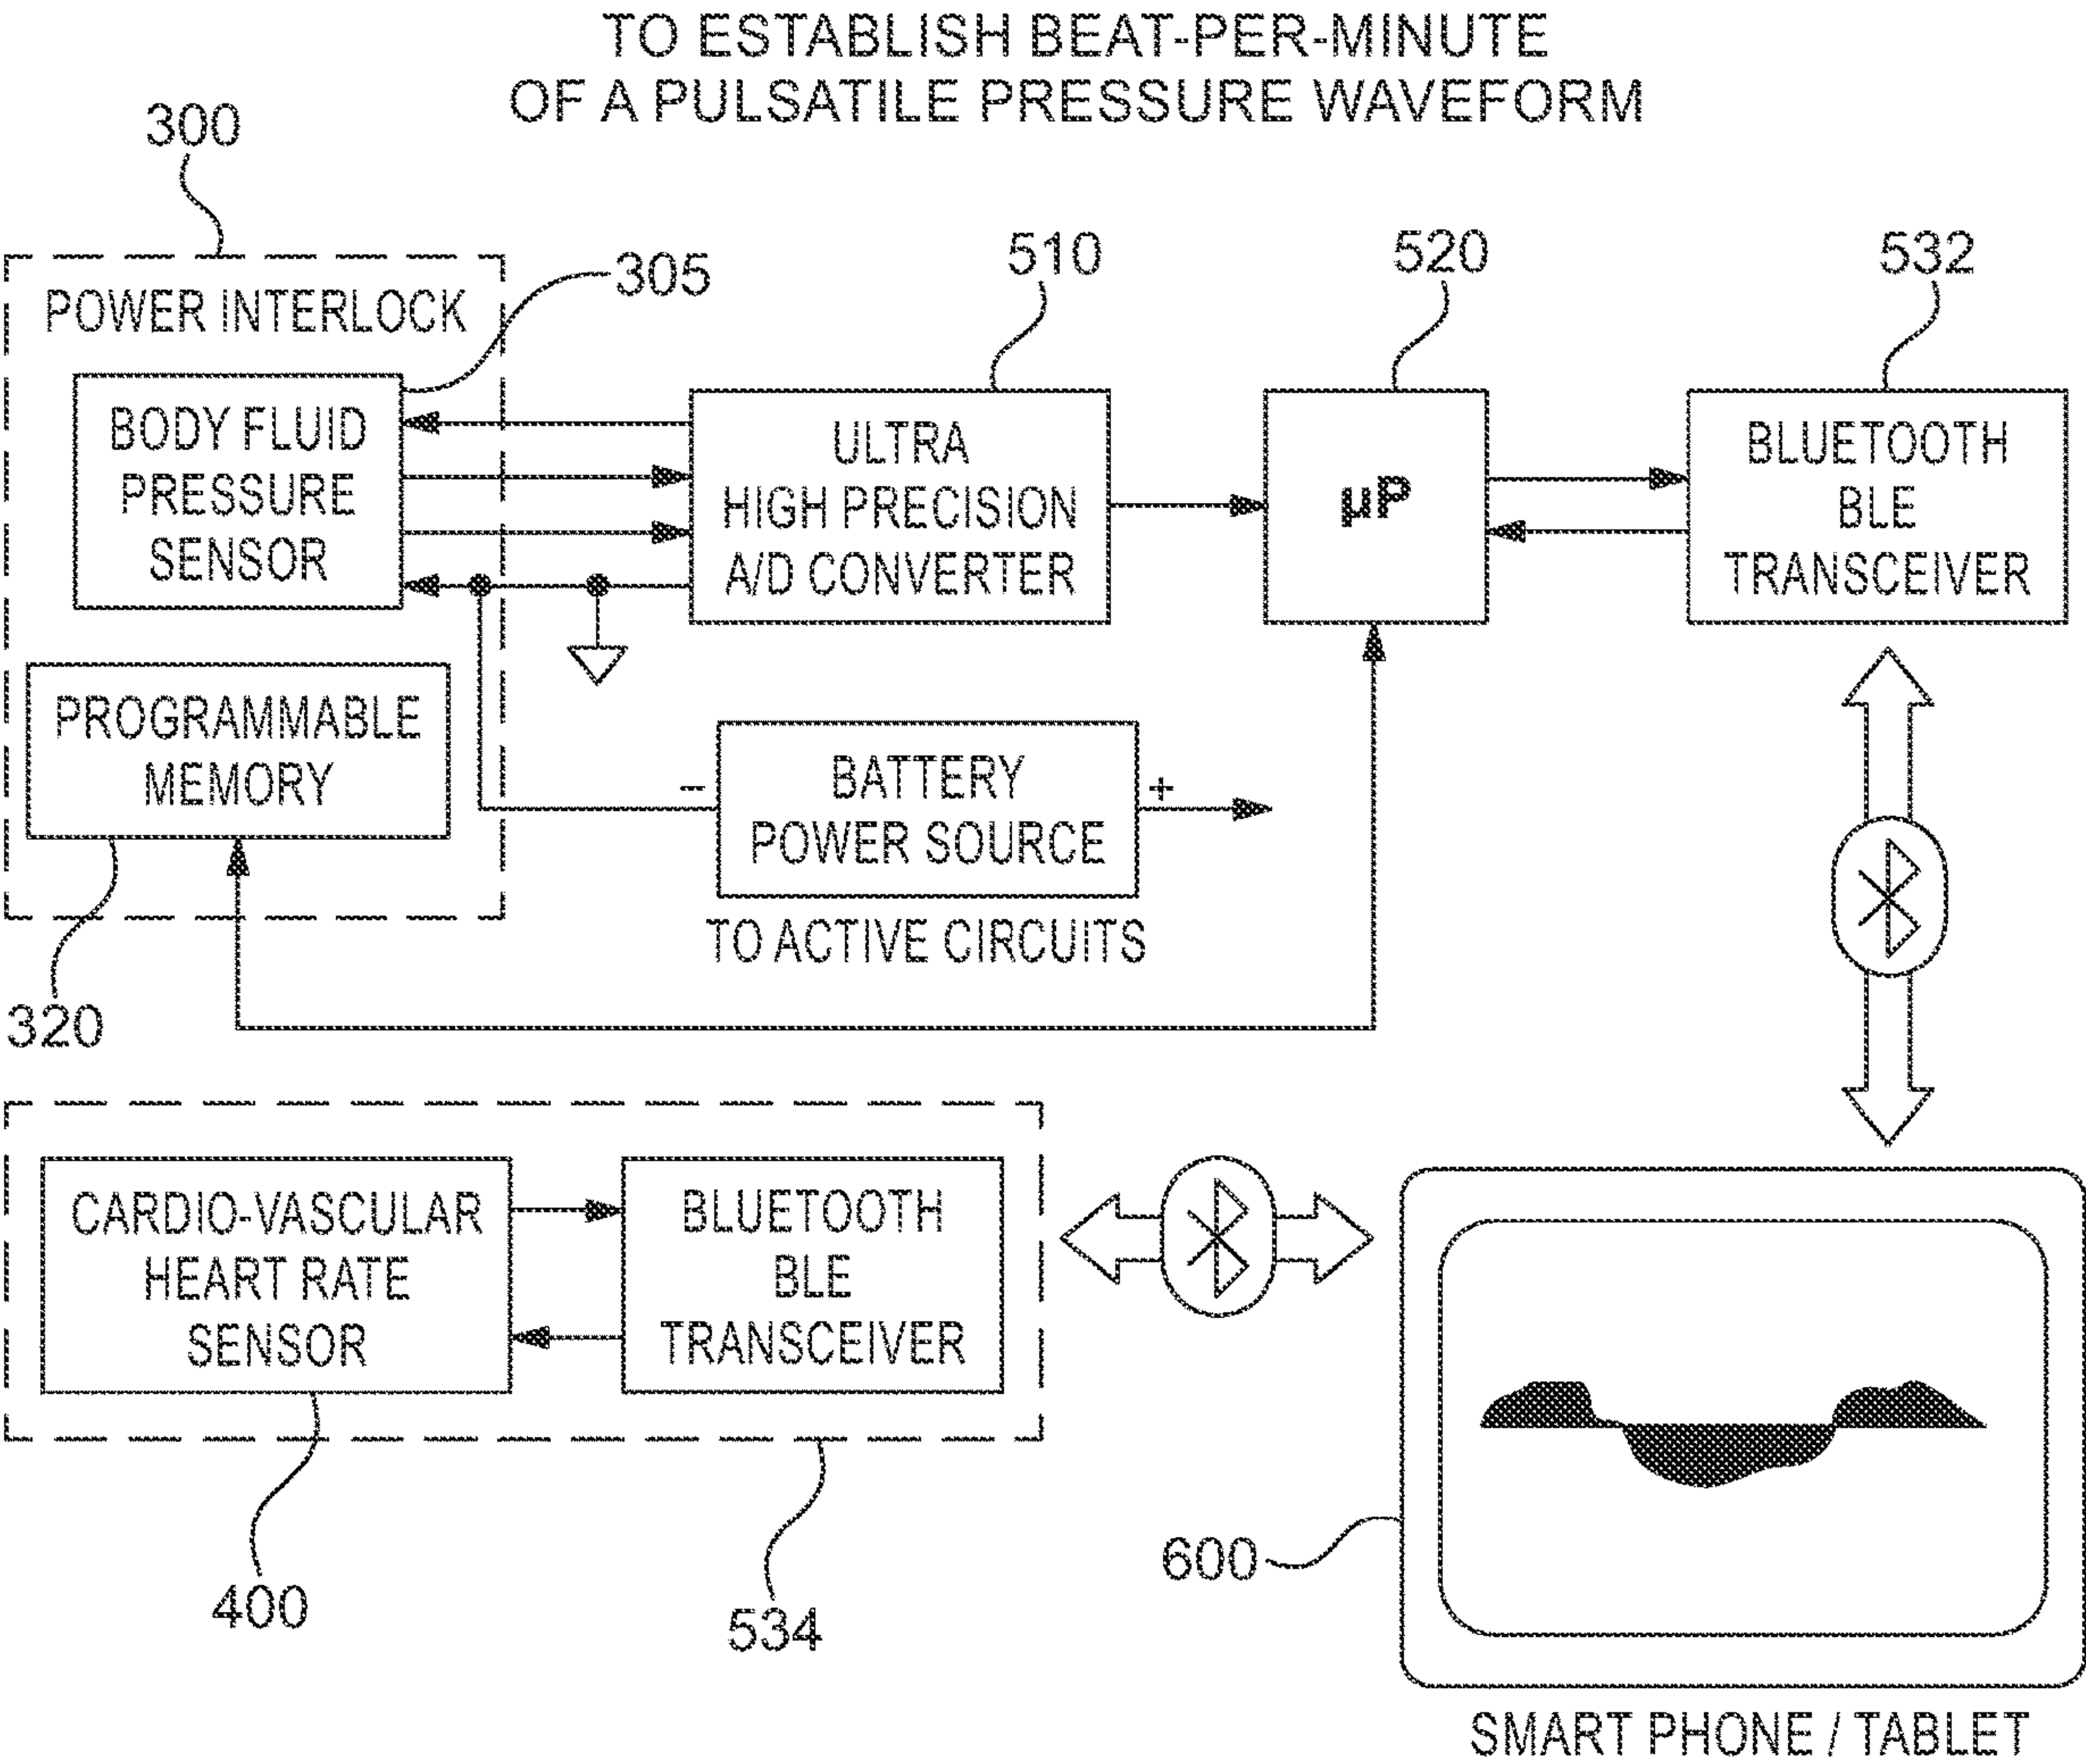 TO ESTABLISH BEAT-PER-MINUTE
OF A PULSATILE PRESSURE WAVEFORM
300
305
510
520
532
POWER INTERLOCK
BODY FLUID
PRESSURE
SENSOR
ULTRA
HIGH PRECISION
A/D CONVERTER
µP
BLUETOOTH
BLE
TRANSCEIVER
PROGRAMMABLE
MEMORY
-
BATTERY
POWER SOURCE
+
TO ACTIVE CIRCUITS
320
CARDIO-VASCULAR
HEART RATE
SENSOR
BLUETOOTH
BLE
TRANSCEIVER
400
534
600
SMART PHONE / TABLET